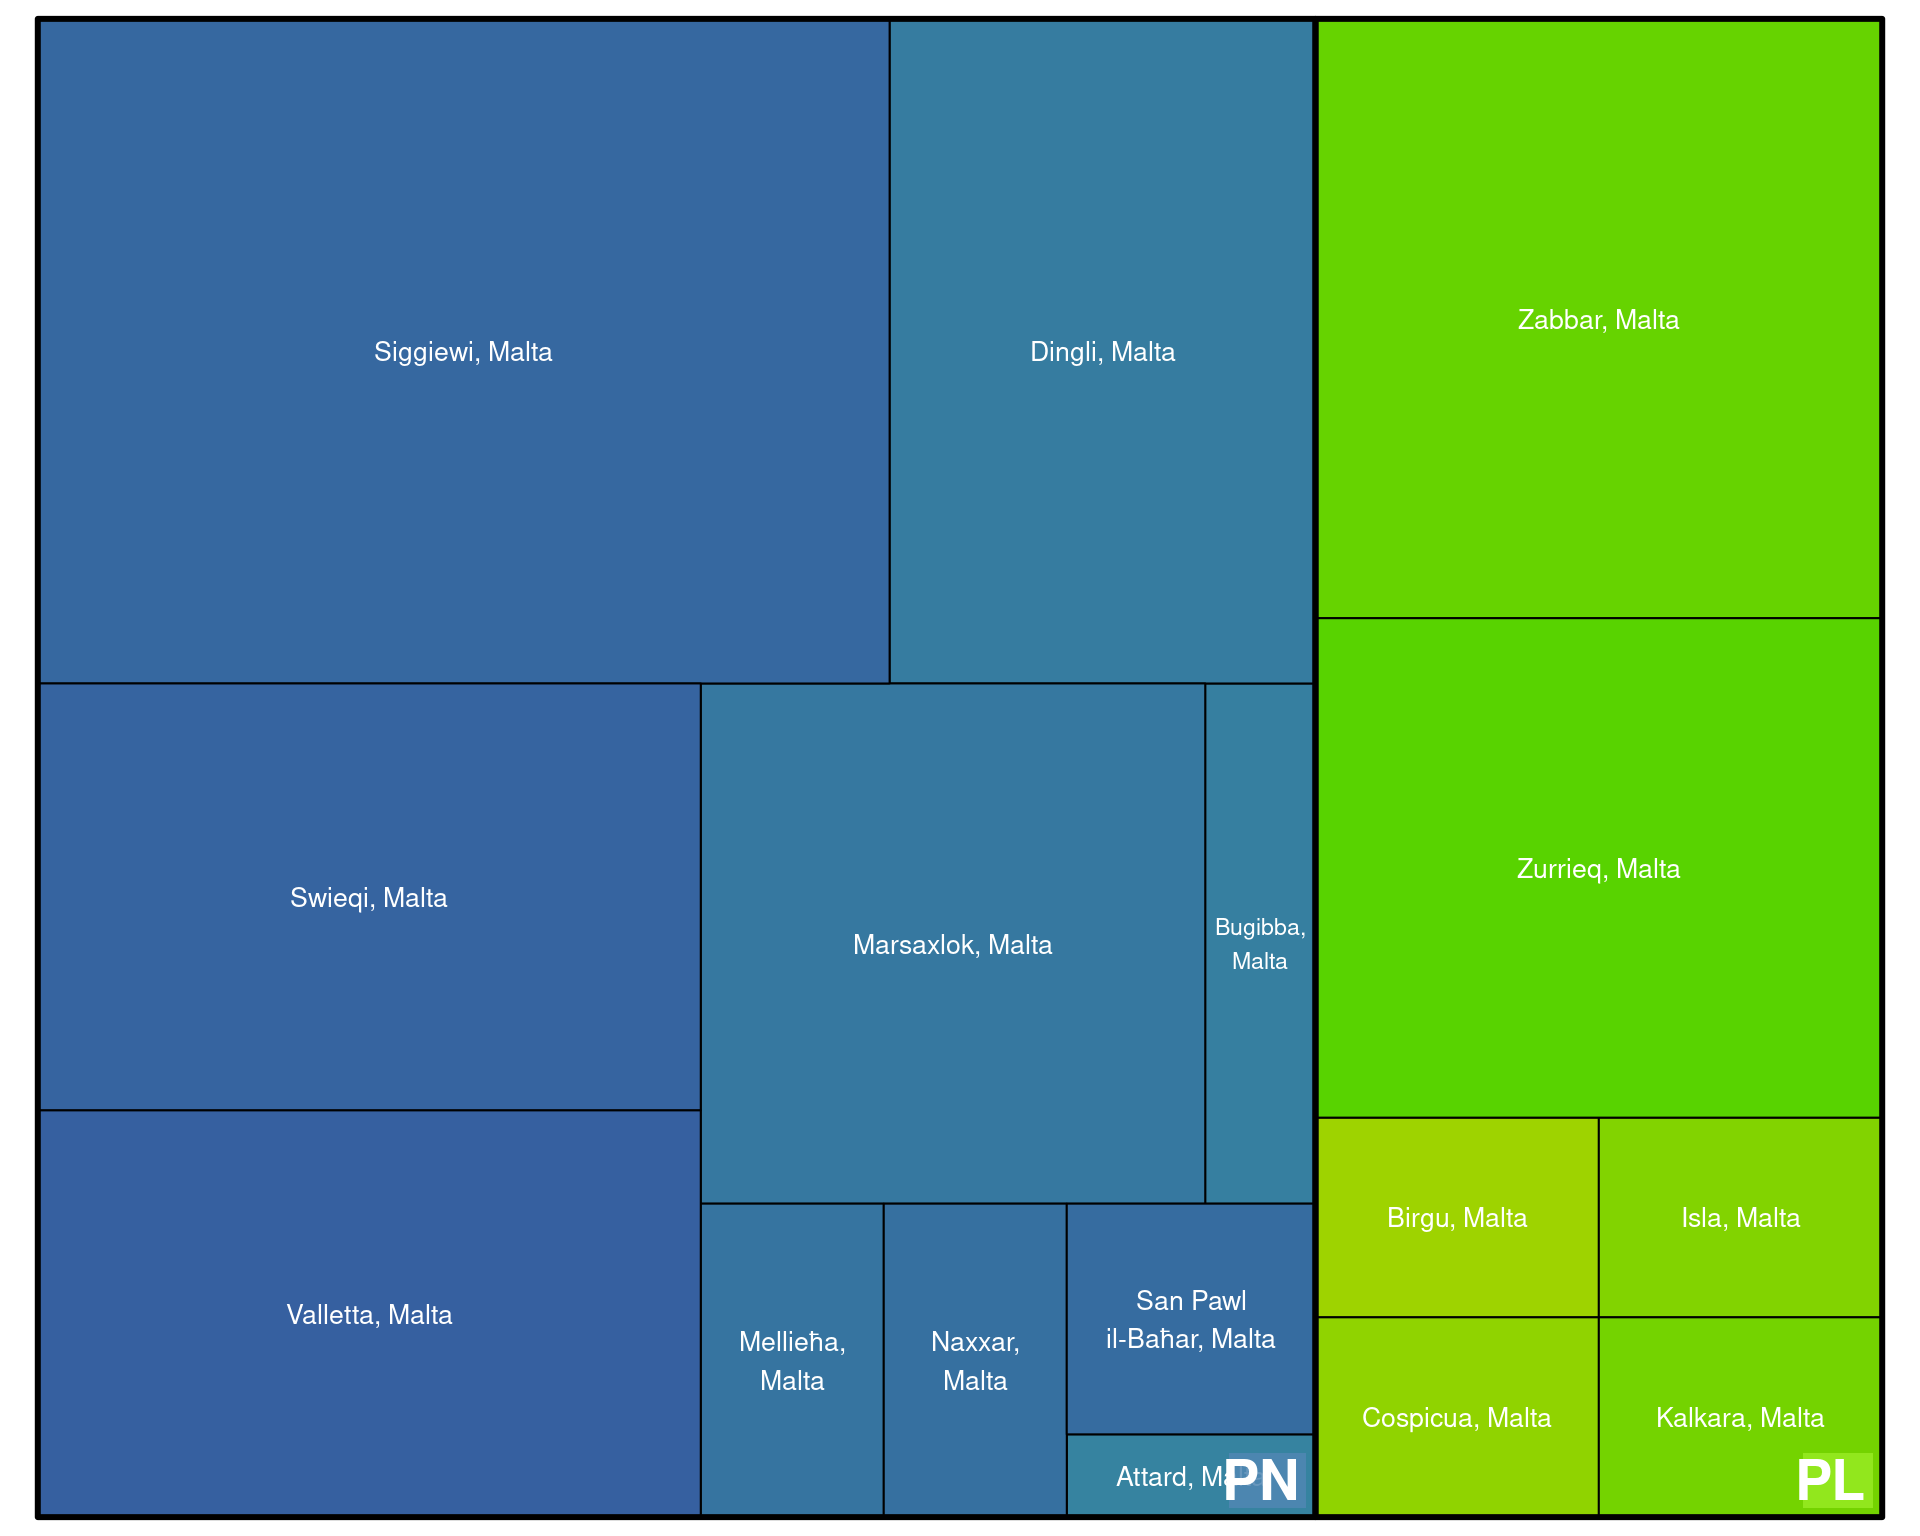 Siggiewi, Malta
Dingli, Malta
Zabbar, Malta
Swieqi, Malta
Marsaxlok, Malta
Bugibba,
Malta
Zurrieq, Malta
Valletta, Malta
Mellieħa,
Malta
Naxxar,
Malta
San Pawl
il-Baħar, Malta
Attard,
PN
Birgu, Malta
Isla, Malta
Cospicua, Malta
Kalkara, Malta
PL